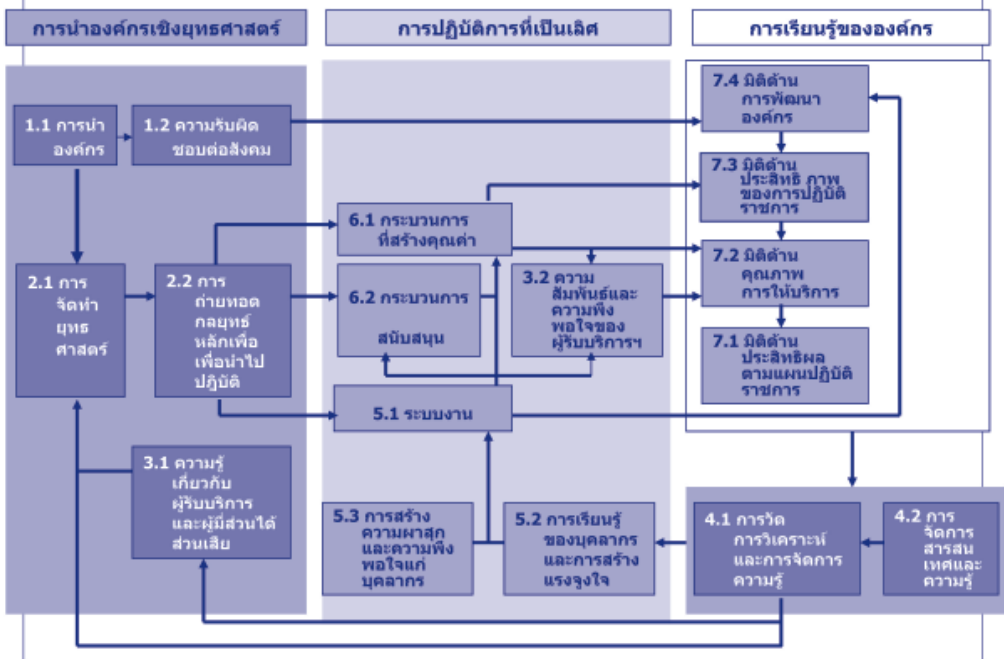 การนำองค์กรเชิงยุทธศาสตร์
การปฏิบัติการที่เป็นเลิศ
การเรียนรู้ขององค์กร
1.1 การนำ
องค์กร
1.2 ความรับผิด
ชอบต่อสังคม
2.1 การ
จัดทำ
ยุทธ
ศาสตร์
2.2 การ
ถ่ายทอด
กลยุทธ์
หลักเพื่อ
เพื่อนำไป
ปฎิบัติ
3.1 ความรู้
เกี่ยวกับ
ผู้รับบริการ
และผู้มีส่วนได้
ส่วนเสีย
6.1 กระบวนการ
ที่สร้างคุณค่า
6.2 กระบวนการ
สนับสนุน
3.2 ความ
สัมพันธ์และ
ความพึง
พอใจของ
ผู้รับบริการฯ
5.1 ระบบงาน
5.3 การสร้าง
ความผาสุก
และความพึง
พอใจแก่
บุคลากร
5.2 การเรียนรู้
ของบุคลากร
และการสร้าง
แรงจูงใจ
7.4 มิติด้าน
การพัฒนา
องค์กร
7.3 มิติด้าน
ประสิทธิ ภาพ
ของการปฏิบัติ
ราชการ
7.2 มิติด้าน
คุณภาพ
การให้บริการ
7.1 มิติด้าน
ประสิทธิผล
ตามแผนปฏิบัติ
ราชการ
4.1 การวัด
การวิเคราะห์
และการจัดการ
ความรู้
4.2 การ
จัดการ
สารสน
เทศและ
ความรู้